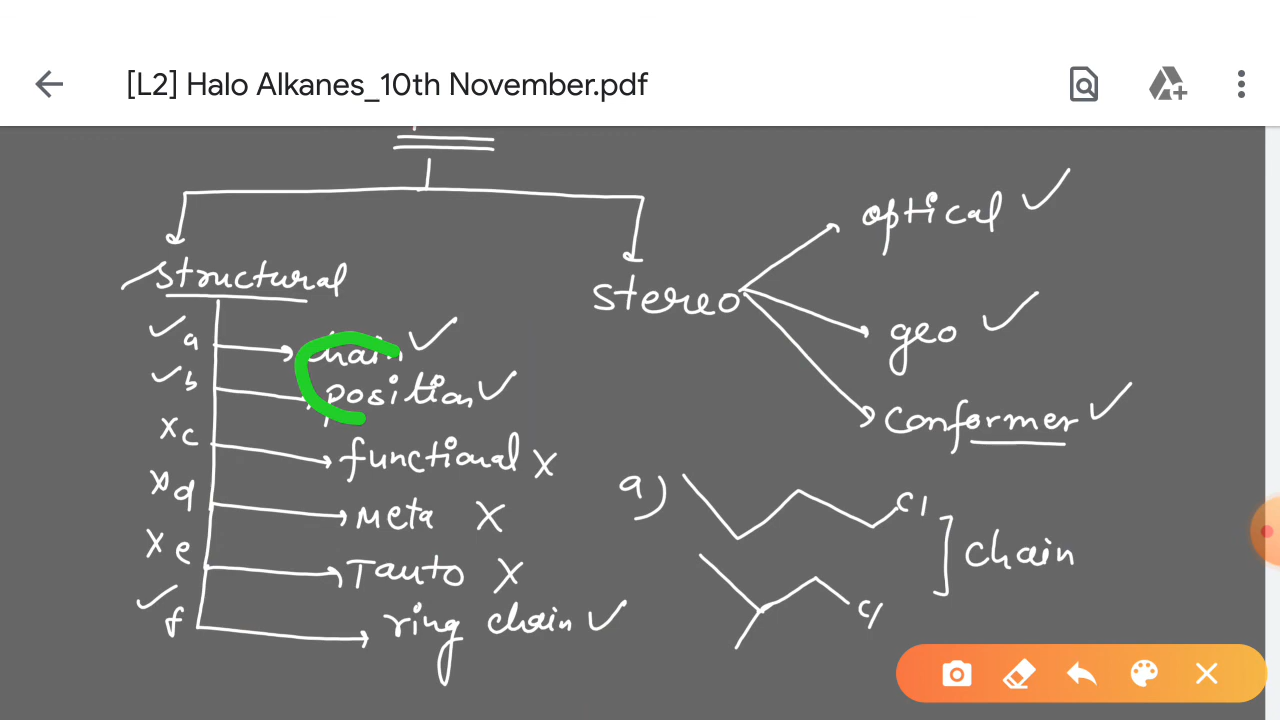 [L2] Halo Alkanes_10th November.pdf
structural
a chain
b position
c functional
d Meta
e Tauto
f ring chain
stereo
optical
geo
Conformer
a) Cl
Cl
chain